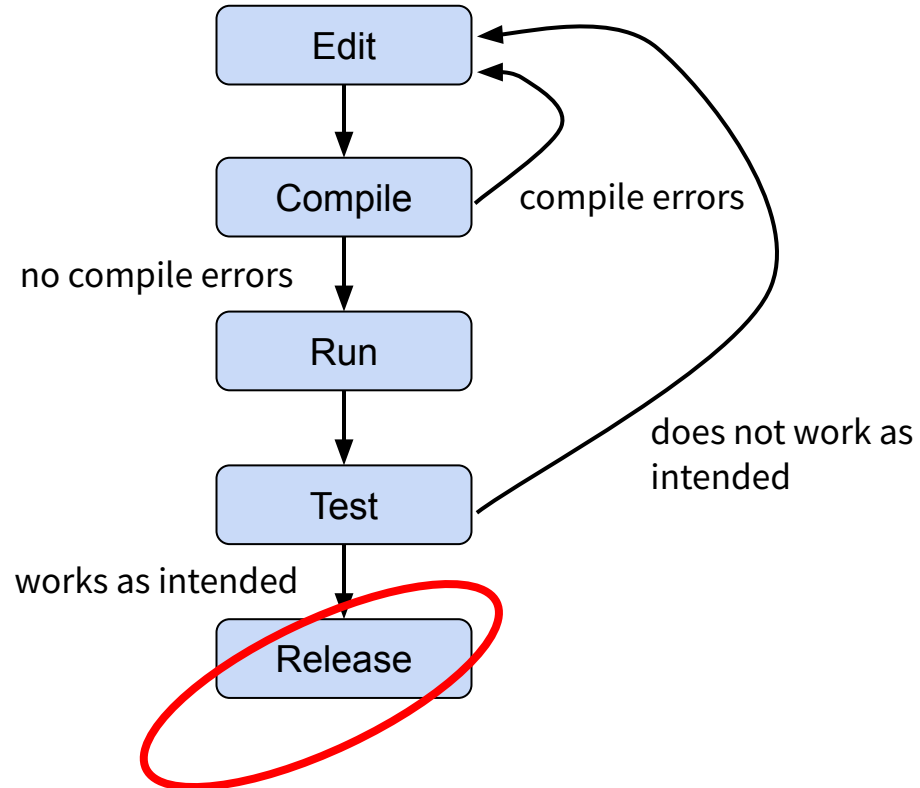 Edit
Compile
compile errors
no compile errors
Run
does not work as
intended
Test
works as intended
Release